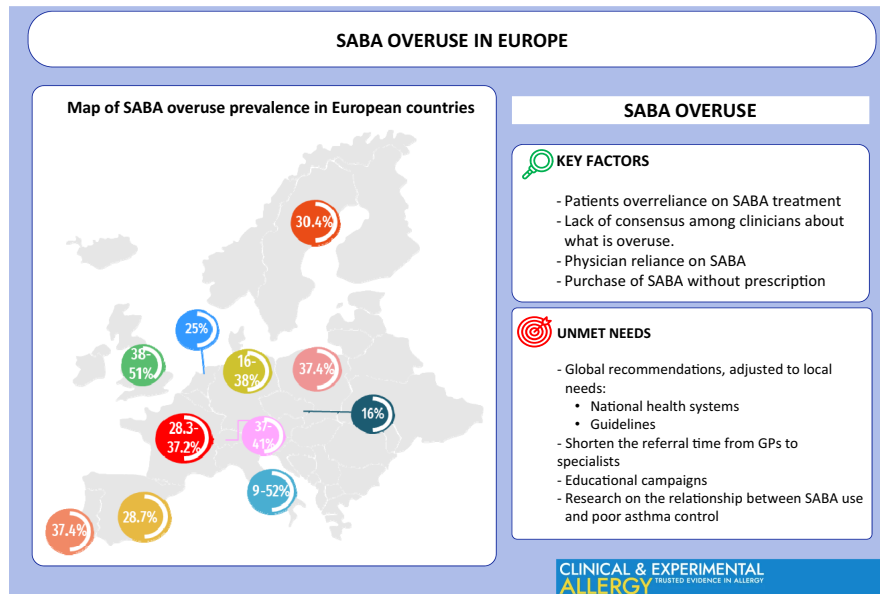 SABA OVERUSE IN EUROPE
Map of SABA overuse prevalence in European countries
30.4%
25%
38-
51%
16-
38%
37.4%
16%
28.3-
37.2%
37-
41%
9-52%
28.7%
37.4%
SABA OVERUSE
KEY FACTORS
- Patients overreliance on SABA treatment
- Lack of consensus among clinicians about
what is overuse.
- Physician reliance on SABA
- Purchase of SABA without prescription
UNMET NEEDS
- Global recommendations, adjusted to local
needs:
• National health systems
• Guidelines
- Shorten the referral time from GPs to
specialists
- Educational campaigns
- Research on the relationship between SABA use
and poor asthma control
CLINICAL & EXPERIMENTAL
ALLERGY TRUSTED EVIDENCE IN ALLERGY